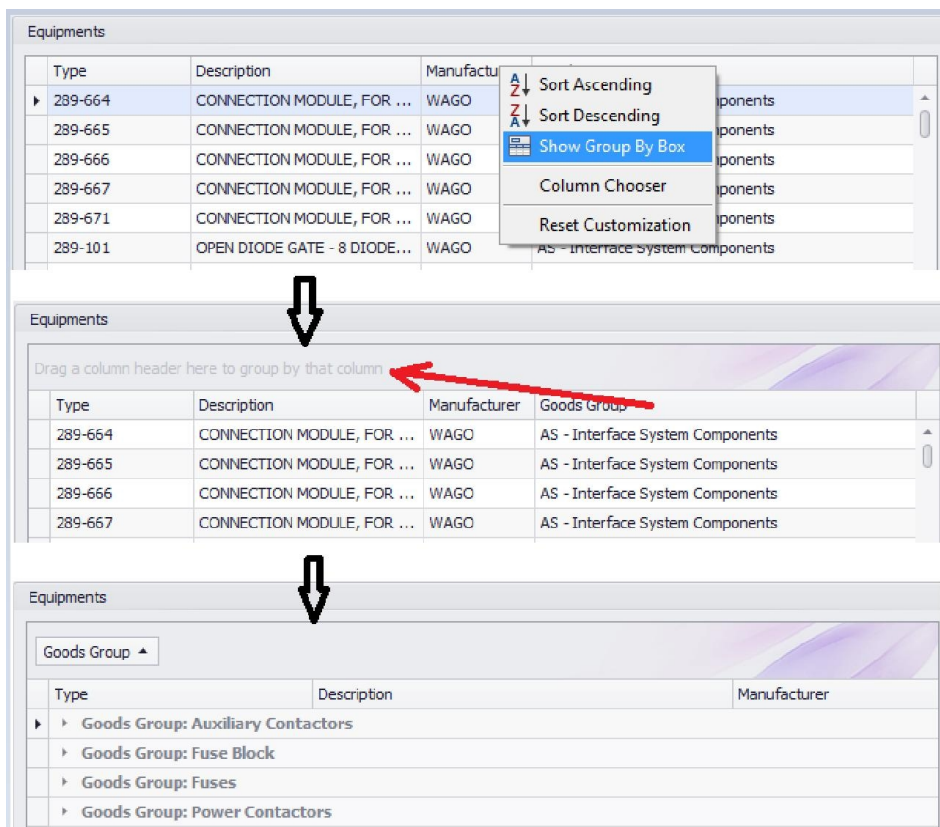 Equipments
Type Description Manufactu
289-664 CONNECTION MODULE, FOR ... WAGO
289-665 CONNECTION MODULE, FOR ... WAGO
289-666 CONNECTION MODULE, FOR ... WAGO
289-667 CONNECTION MODULE, FOR ... WAGO
289-671 CONNECTION MODULE, FOR ... WAGO
289-101 OPEN DIODE GATE - 8 DIODE... WAGO AS - Interface System Components
Sort Ascending
Sort Descending
Show Group By Box
Column Chooser
Reset Customization
Equipments
Drag a column header here to group by that column
Type Description Manufacturer Goods Group
289-664 CONNECTION MODULE, FOR ... WAGO AS - Interface System Components
289-665 CONNECTION MODULE, FOR ... WAGO AS - Interface System Components
289-666 CONNECTION MODULE, FOR ... WAGO AS - Interface System Components
289-667 CONNECTION MODULE, FOR ... WAGO AS - Interface System Components
Equipments
Goods Group
Type Description Manufacturer
Goods Group: Auxiliary Contactors
Goods Group: Fuse Block
Goods Group: Fuses
Goods Group: Power Contactors